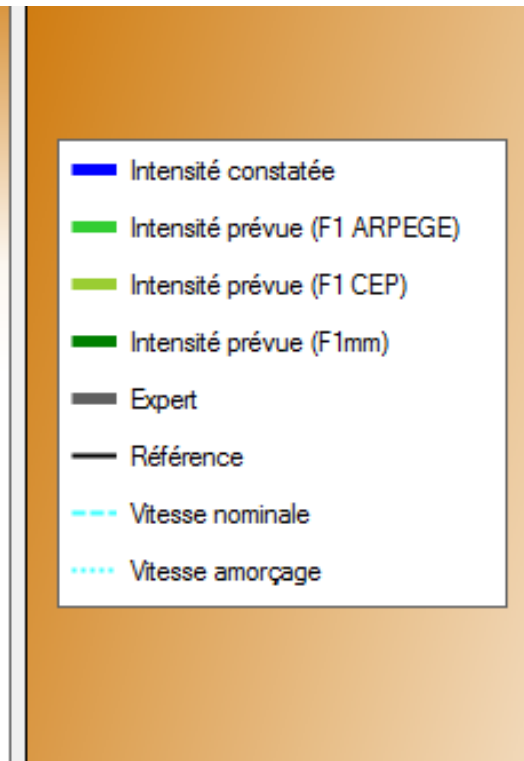 Intensité constatée
Intensité prévue (F1 ARPEGE)
Intensité prévue (F1 CEP)
Intensité prévue (F1mm)
Expert
Référence
Vitesse nominale
Vitesse amorçage